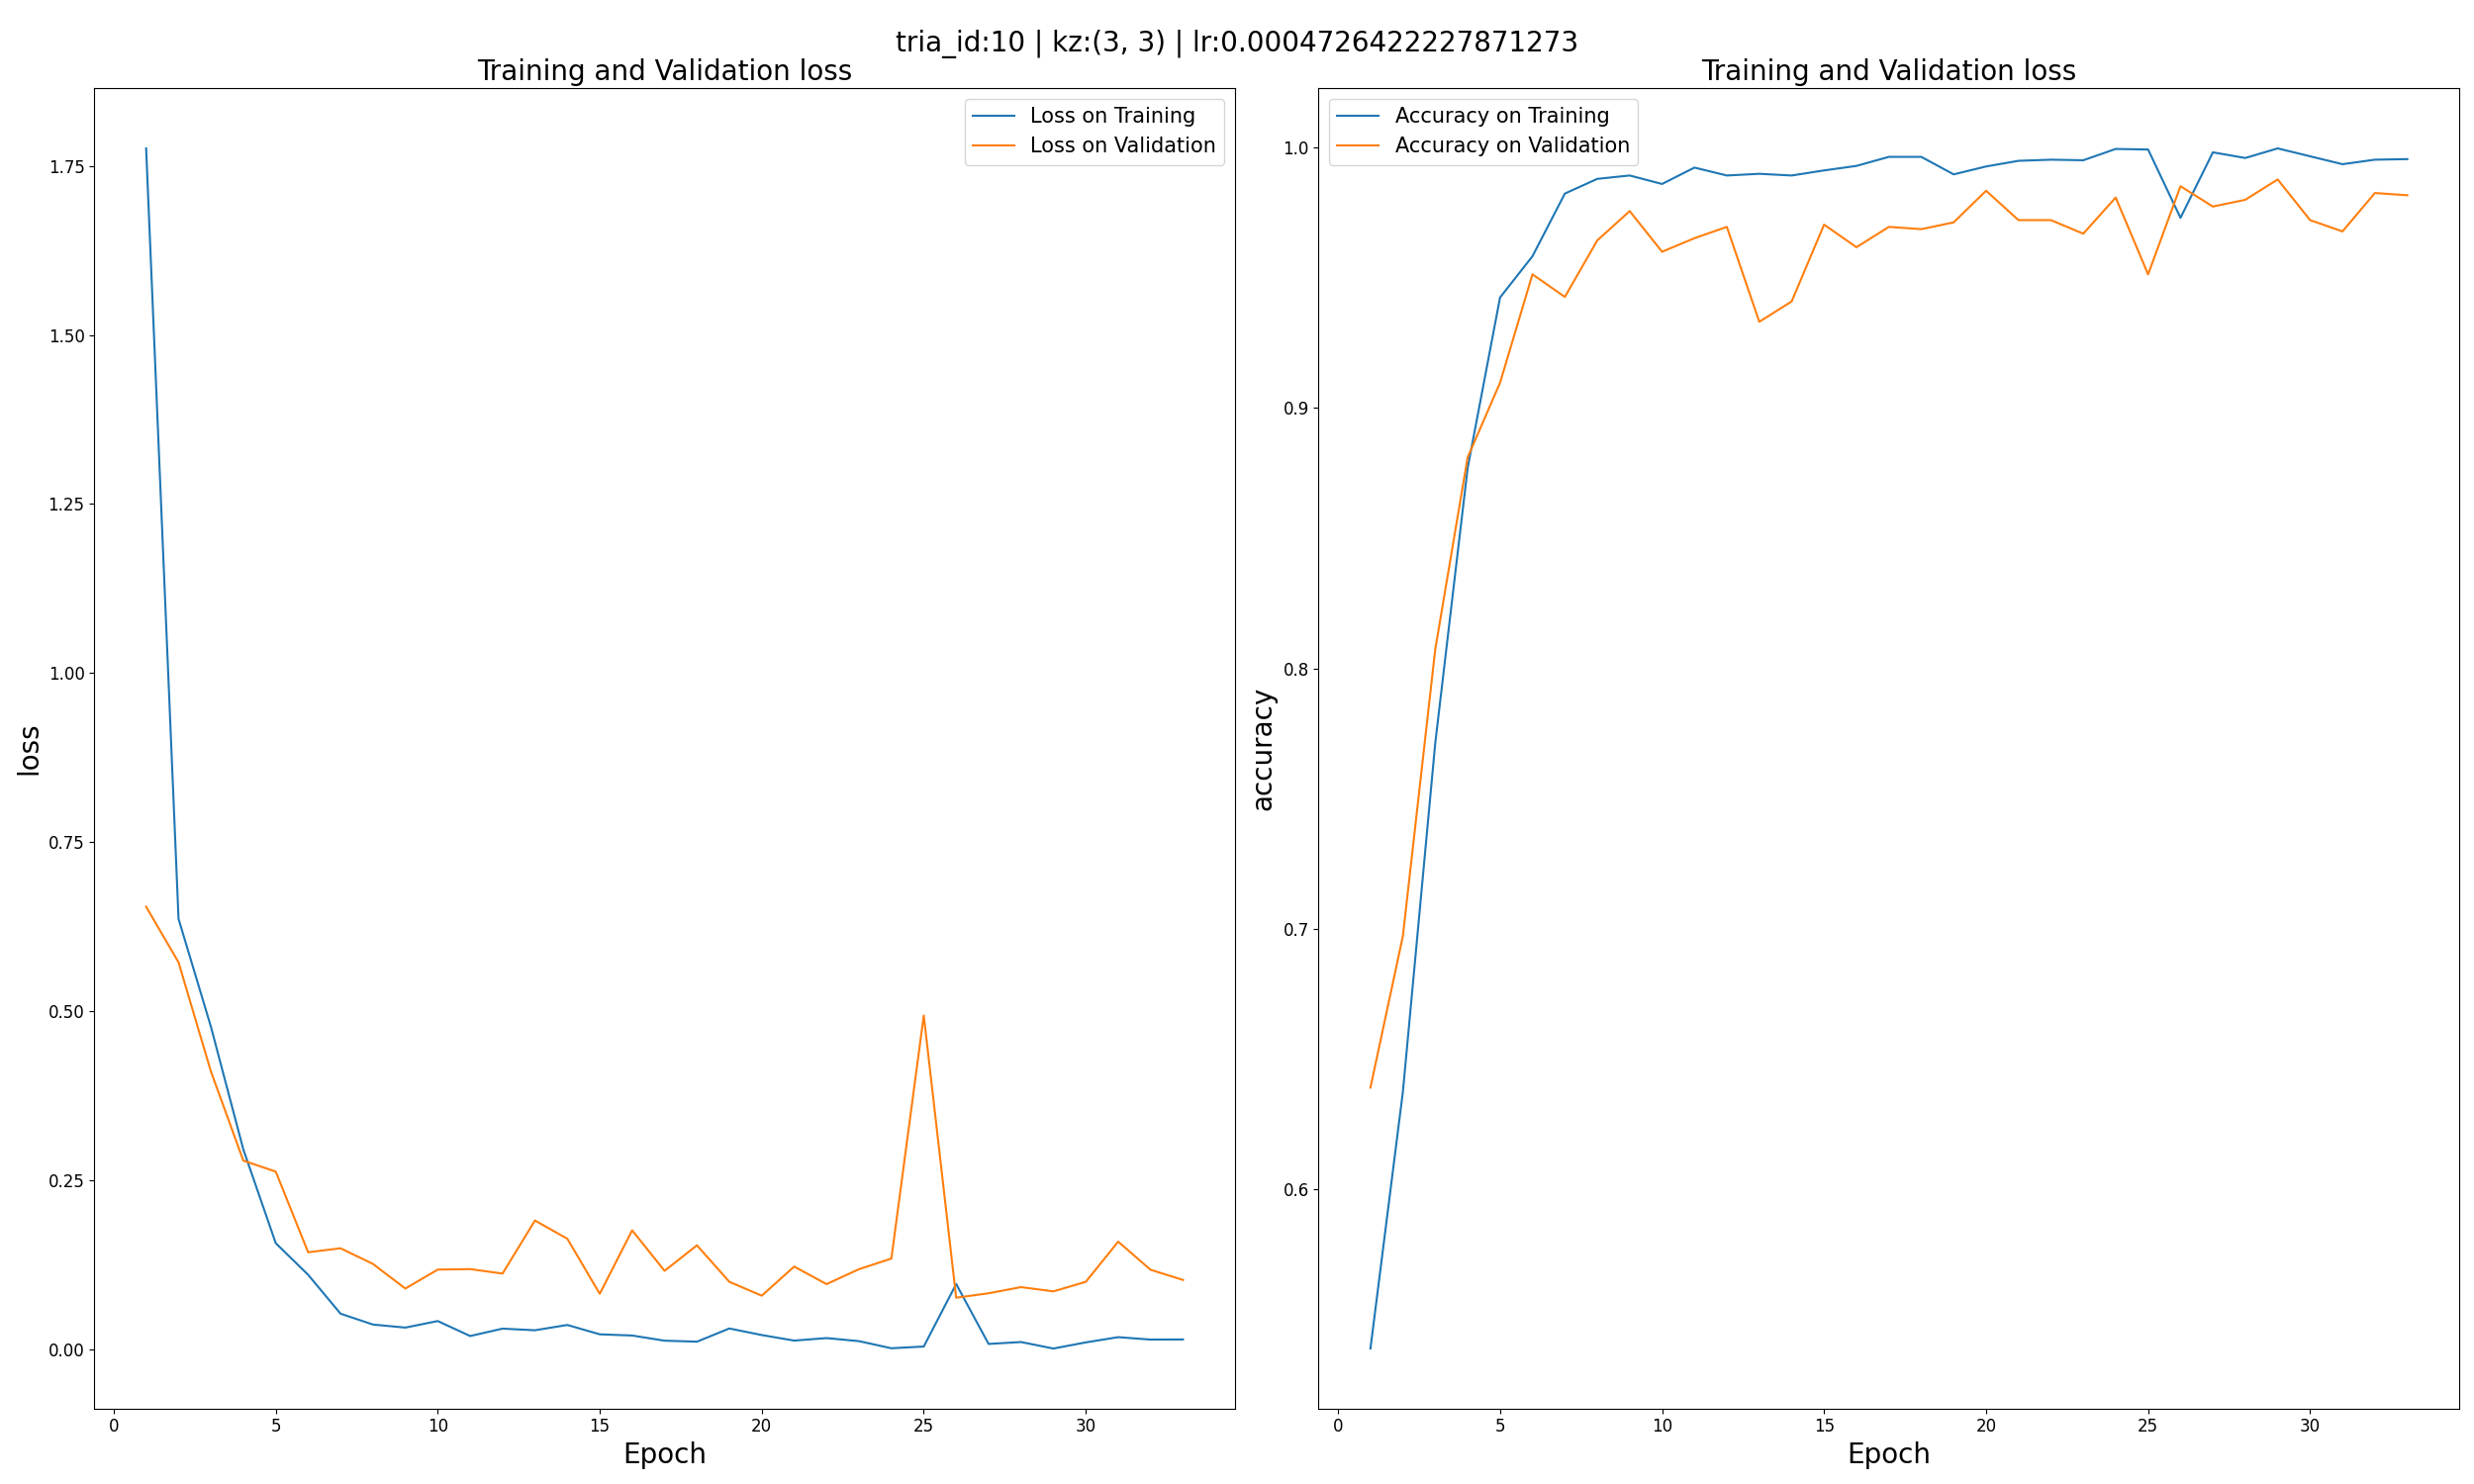 tria_id:10 | kz:(3, 3) | lr:0.0004726422227871273
Training and Validation loss
Loss on Training
Loss on Validation
1.75
1.50
1.25
1.00
0.75
0.50
0.25
0.00
loss
0 5 10 15 20 25 30
Epoch
Training and Validation loss
Accuracy on Training
Accuracy on Validation
1.0
0.9
0.8
0.7
0.6
accuracy
0 5 10 15 20 25 30
Epoch